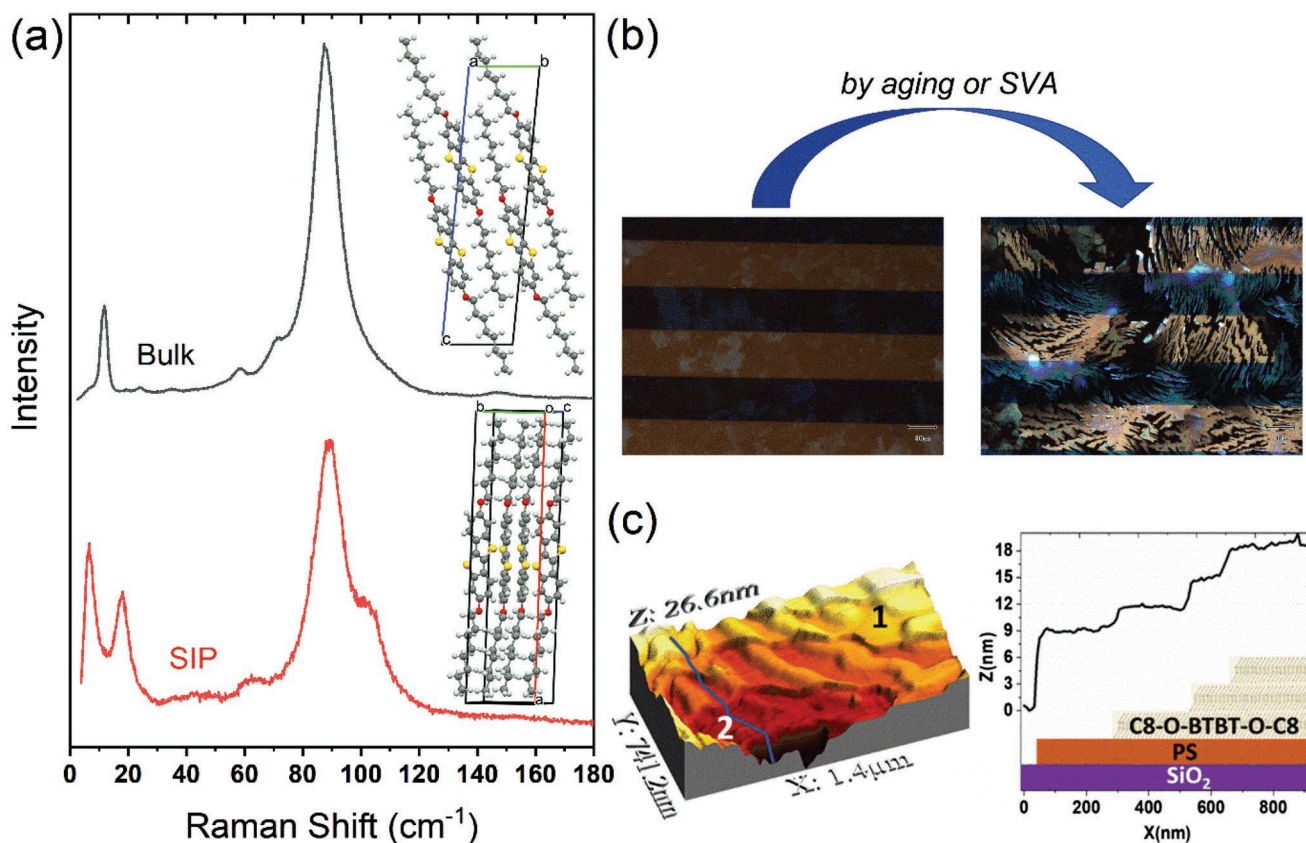 (a)
Intensity
Bulk
a
b
c
SIP
b
o
c
a
0 20 40 60 80 100 120 140 160 180
Raman Shift (cm⁻¹)
(b)
by aging or SVA
(c)
Z: 26.6nm
1
2
Y: 741.2nm
X: 1.4μm
Z(nm)
18
15
12
9
6
3
0
C8-O-BTBT-O-C8
PS
SiO₂
0 200 400 600 800
X(nm)